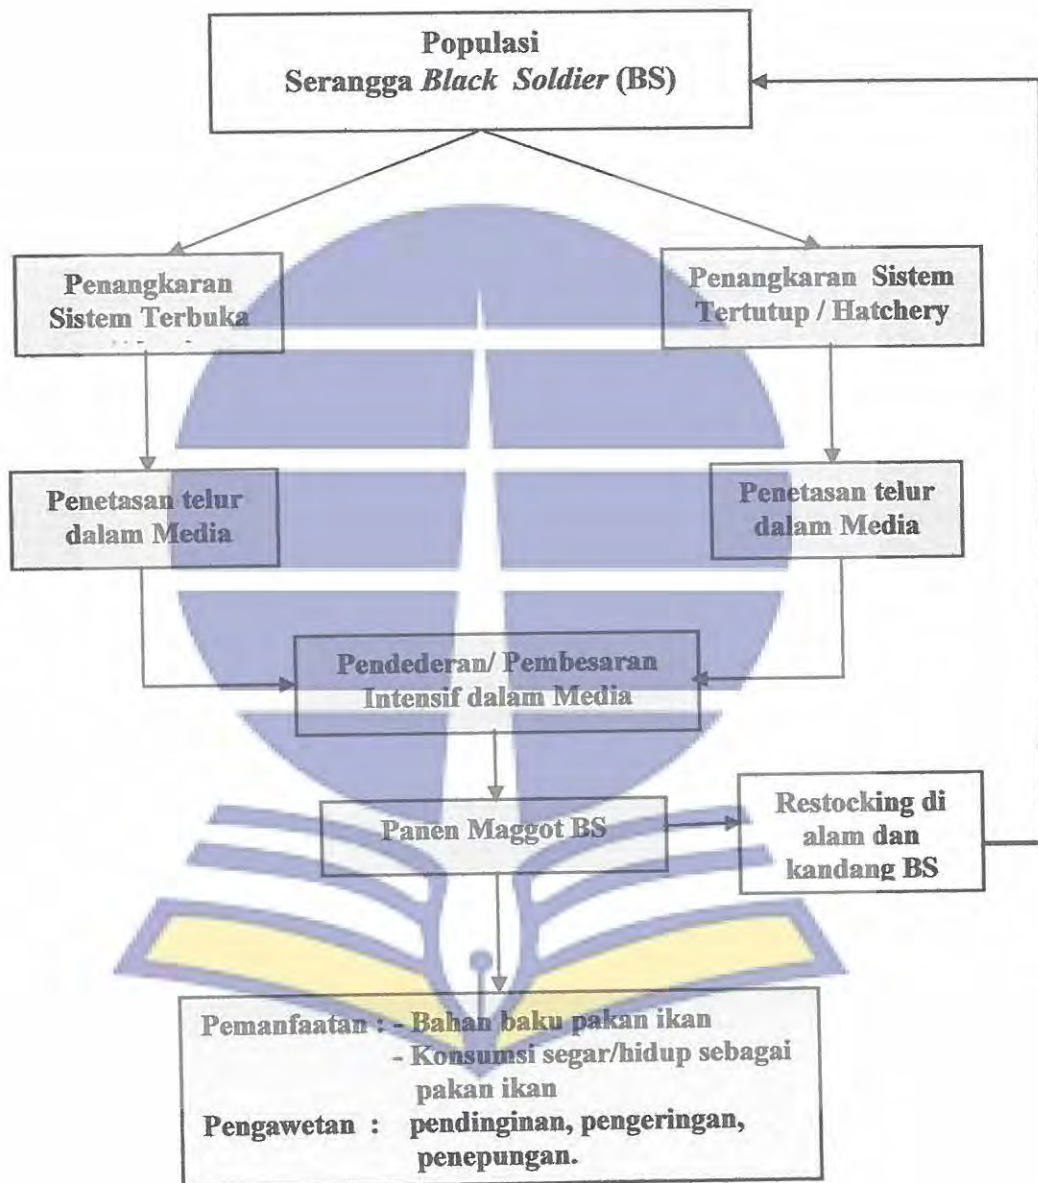 Populasi
Serangga Black Soldier (BS)
Penangkaran
Sistem Terbuka
Penangkaran Sistem
Tertutup / Hatchery
Penetasan telur
dalam Media
Penetasan telur
dalam Media
Pendederan/ Pembesaran
Intensif dalam Media
Panen Maggot BS
Restocking di
alam dan
kandang BS
Pemanfaatan : - Bahan baku pakan ikan
- Konsumsi segar/hidup sebagai
pakan ikan
Pengawetan : pendinginan, pengeringan,
penepungan.